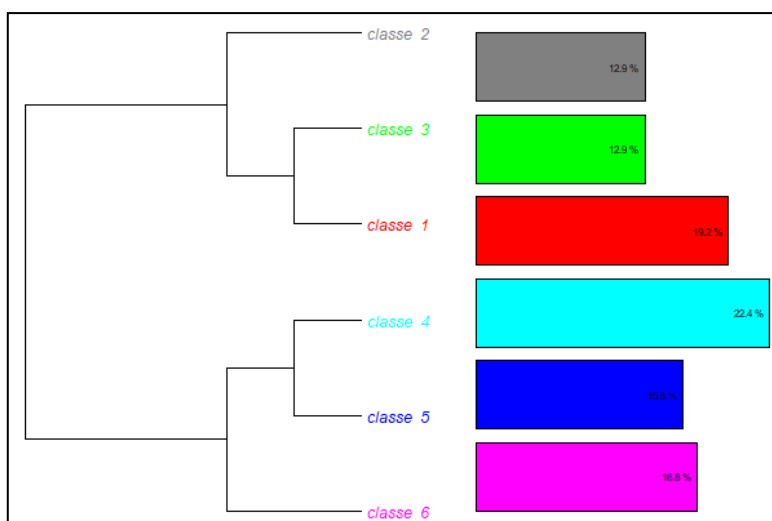 classe 2
12.9 %
classe 3
12.9 %
classe 1
19.2 %
classe 4
22.4 %
classe 5
15.8 %
classe 6
16.8 %